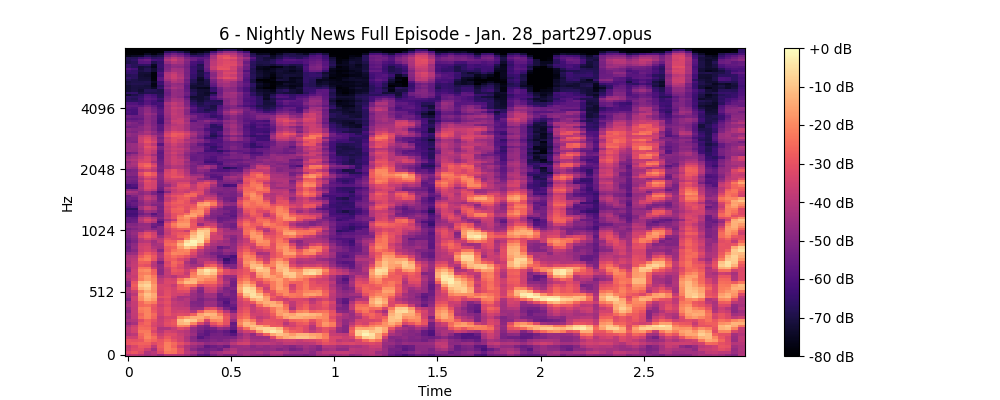 6 - Nightly News Full Episode - Jan. 28_part297.opus
+0 dB
-10 dB
-20 dB
-30 dB
-40 dB
-50 dB
-60 dB
-70 dB
-80 dB
4096
2048
1024
512
0
Hz
0
0.5
1
1.5
2
2.5
Time